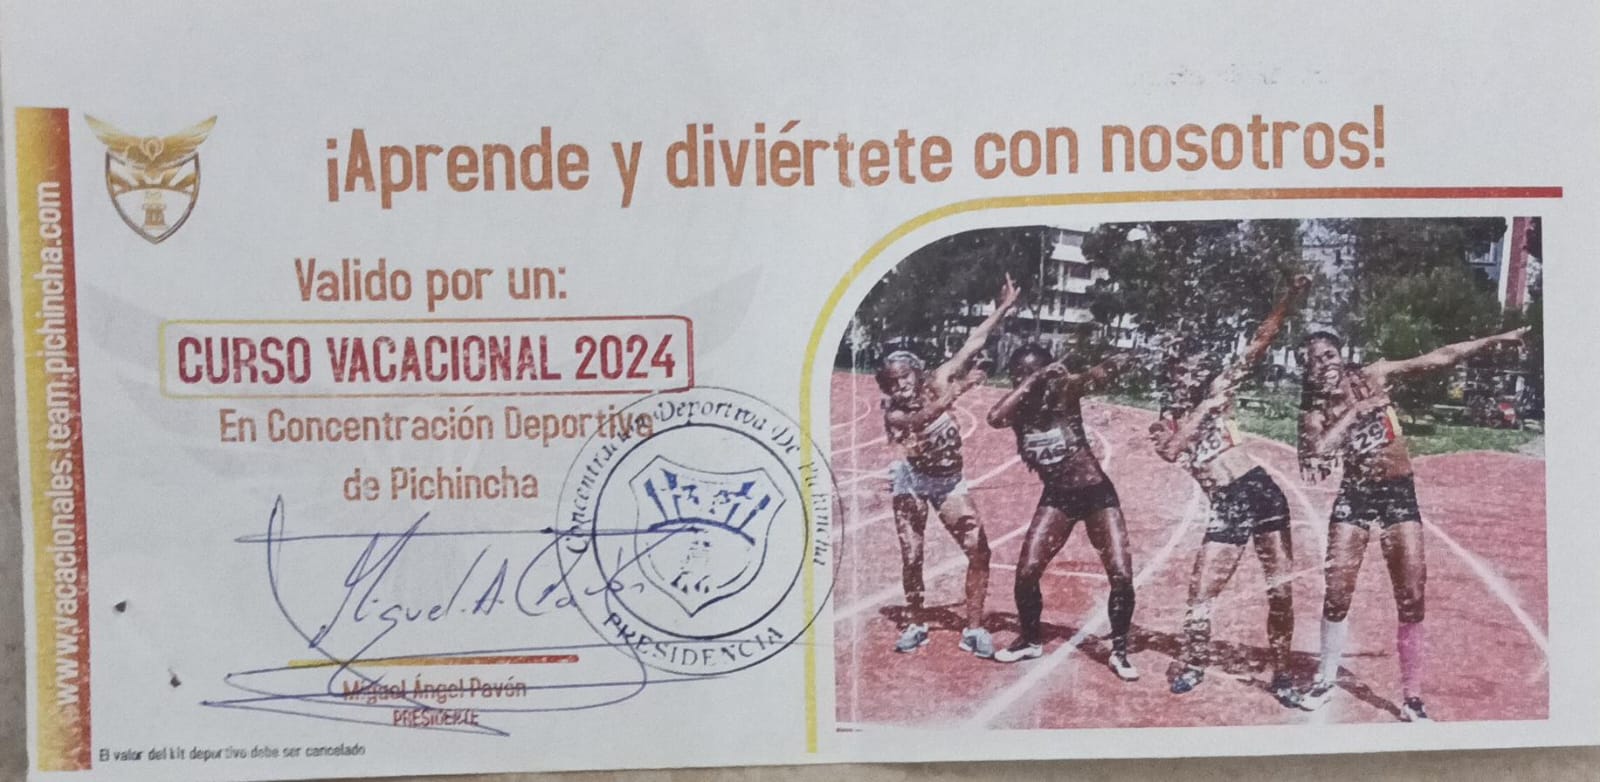 ¡Aprende y diviértete con nosotros!
www.vacacionales.team.pichincha.com
Valido por un:
CURSO VACACIONAL 2024
En Concentración Deportiva
de Pichincha
Concentración Deportiva De Pichincha
PRESIDENCIA
Miguel A. Pavón
Miguel Ángel Pavón
PRESIDENTE
El valor del kit deportivo debe ser cancelado